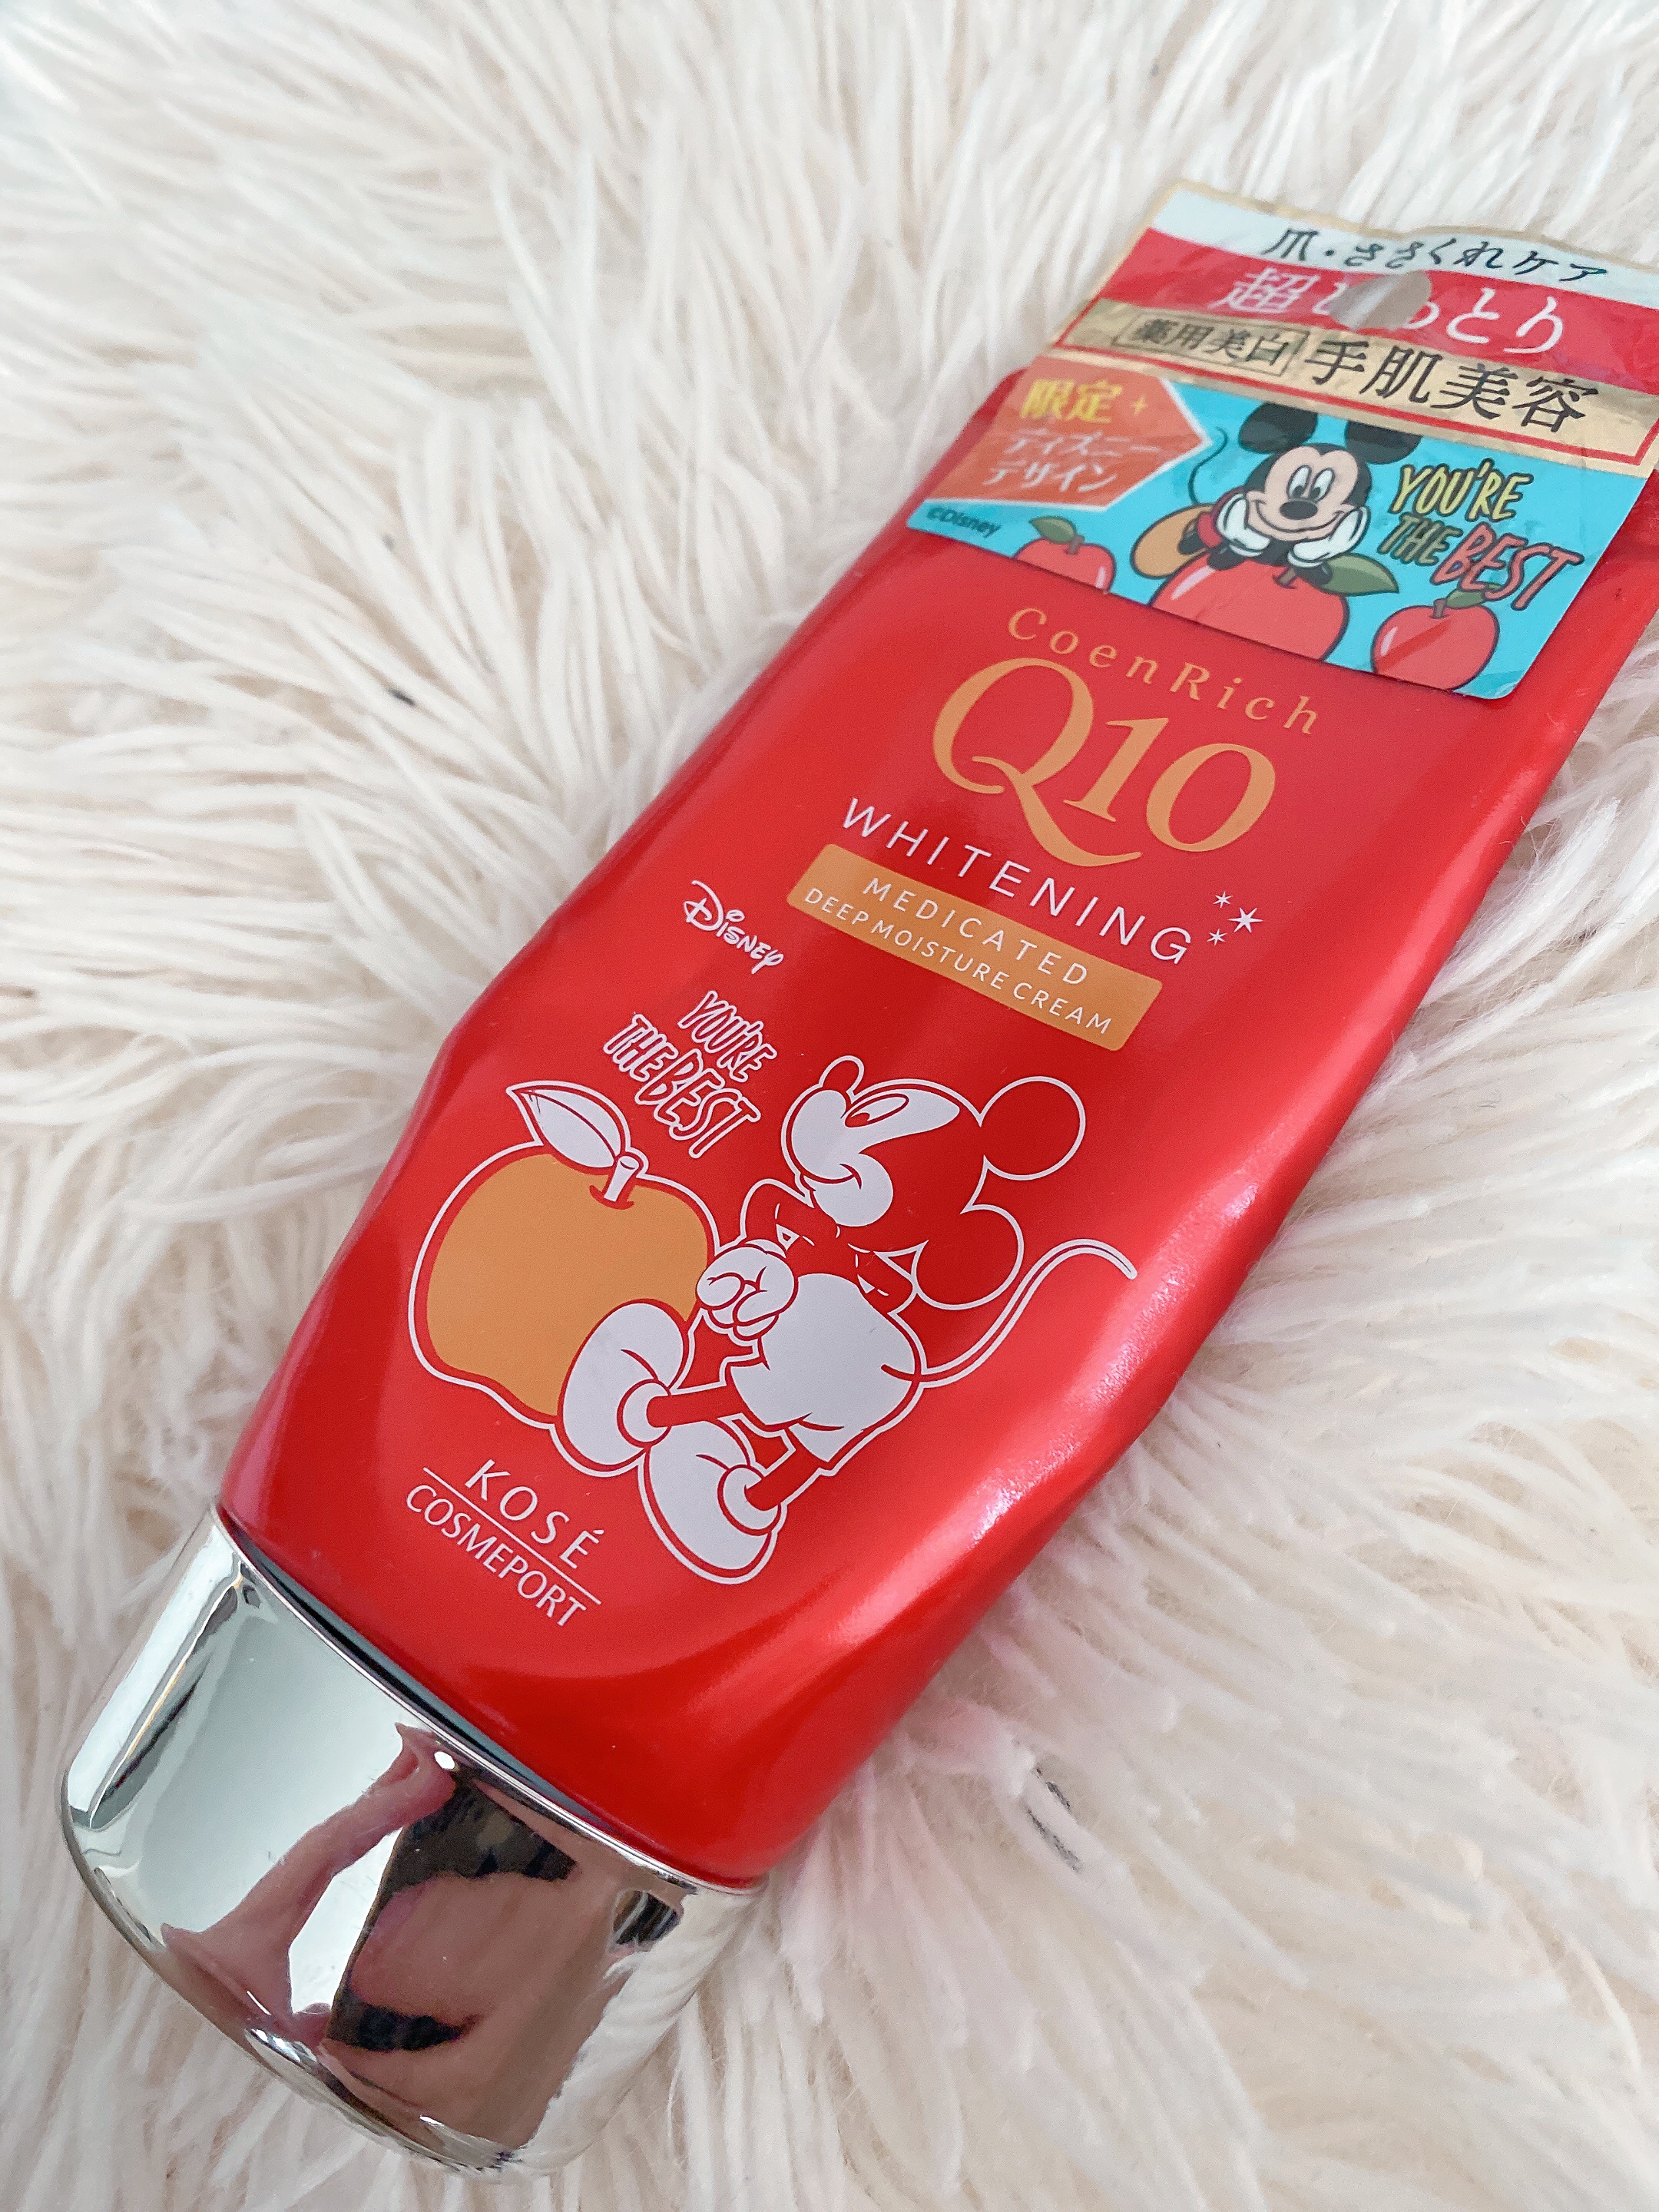 爪・ささくれケア
超しっとり
薬用美白 手肌美容
限定
ディズニー
デザイン
©Disney
YOU'RE
THE BEST
CoenRich
Q10
WHITENING
MEDICATED
DEEP MOISTURE CREAM
Disney
YOU'RE
THE BEST
KOSÉ
COSMEPORT